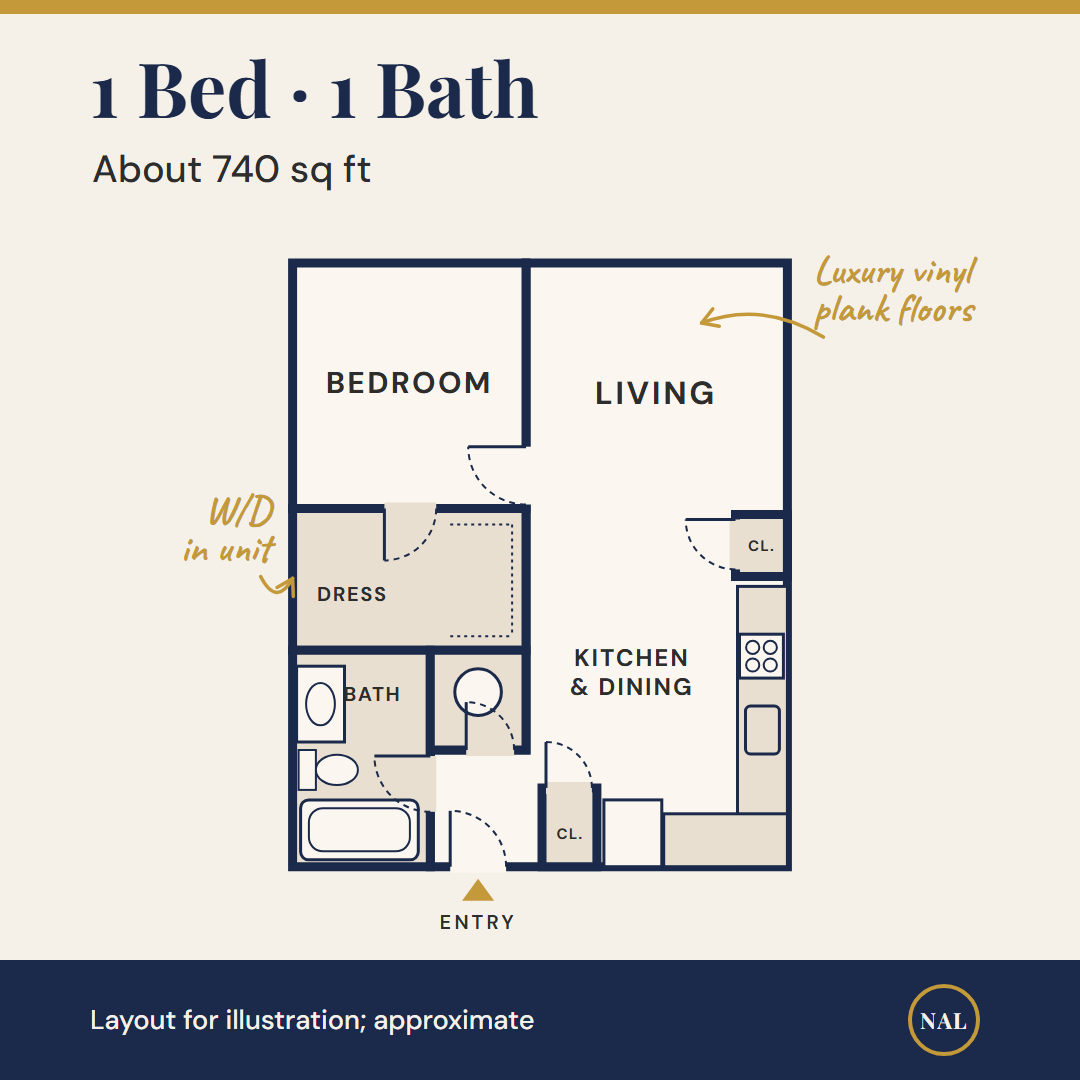 1 Bed · 1 Bath
About 740 sq ft
Luxury vinyl
plank floors
BEDROOM
LIVING
W/D
in unit
CL.
DRESS
KITCHEN
& DINING
BATH
CL.
ENTRY
Layout for illustration; approximate
NAL